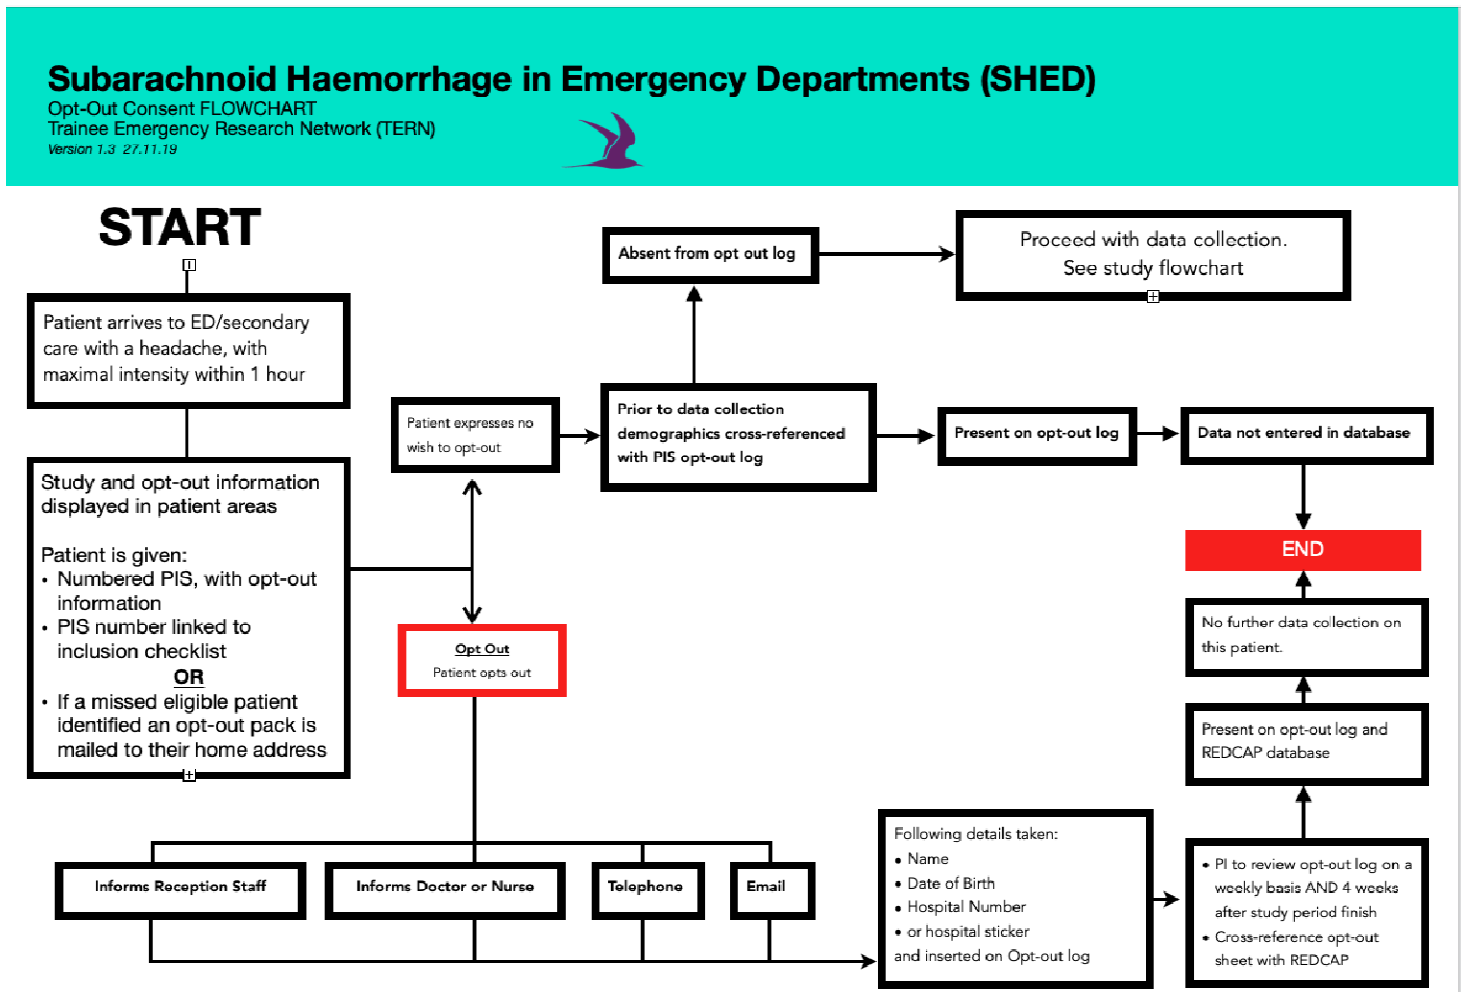 Subarachnoid Haemorrhage in Emergency Departments (SHED)
Opt-Out Consent FLOWCHART
Trainee Emergency Research Network (TERN)
Version 1.3 27.11.19
START
Patient arrives to ED/secondary
care with a headache, with
maximal intensity within 1 hour
Study and opt-out information
displayed in patient areas
Patient is given:
• Numbered PIS, with opt-out
information
• PIS number linked to
inclusion checklist
OR
• If a missed eligible patient
identified an opt-out pack is
mailed to their home address
Patient expresses no
wish to opt-out
Prior to data collection
demographics cross-referenced
with PIS opt-out log
Absent from opt out log
Proceed with data collection.
See study flowchart
Present on opt-out log
Data not entered in database
END
Opt Out
Patient opts out
Informs Reception Staff
Informs Doctor or Nurse
Telephone
Email
Following details taken:
• Name
• Date of Birth
• Hospital Number
• or hospital sticker
and inserted on Opt-out log
• PI to review opt-out log on a
weekly basis AND 4 weeks
after study period finish
• Cross-reference opt-out
sheet with REDCAP
Present on opt-out log and
REDCAP database
No further data collection on
this patient.